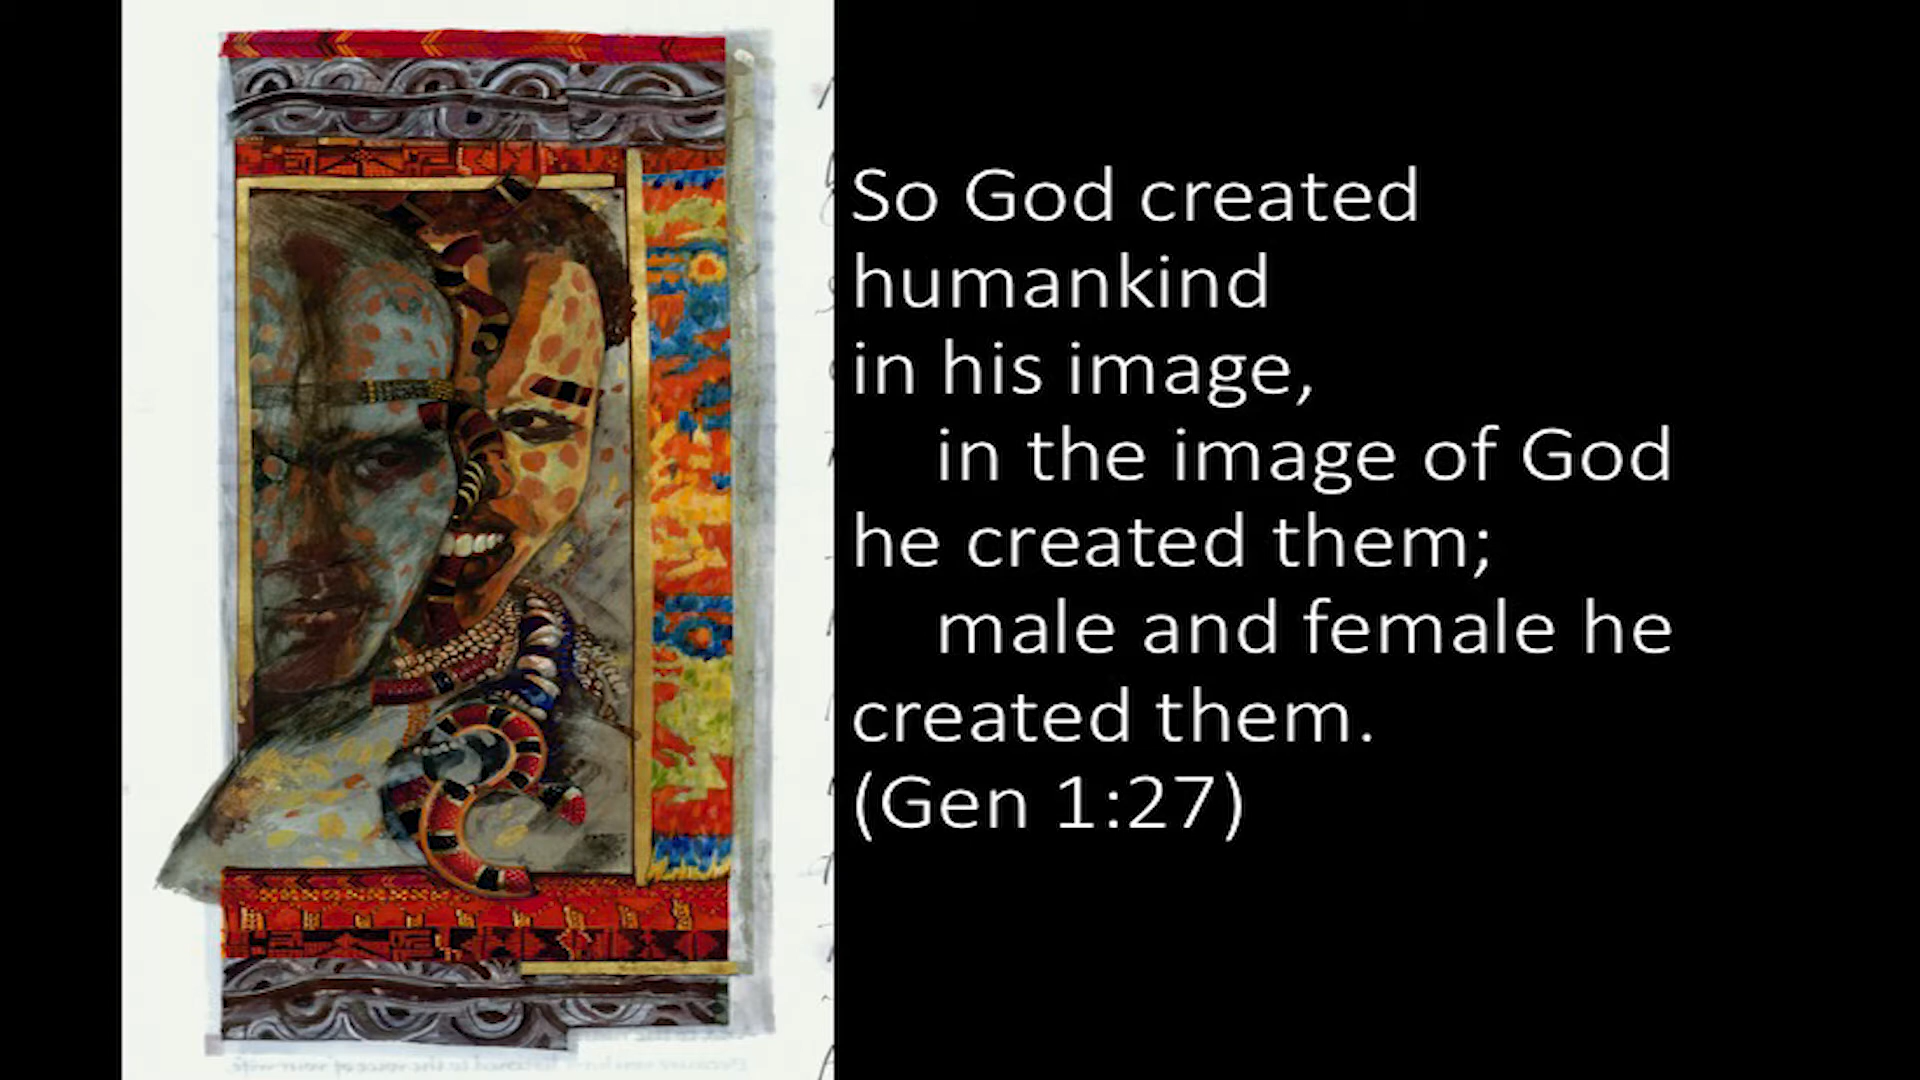 So God created
humankind
in his image,
in the image of God
he created them;
male and female he
created them.
(Gen 1:27)